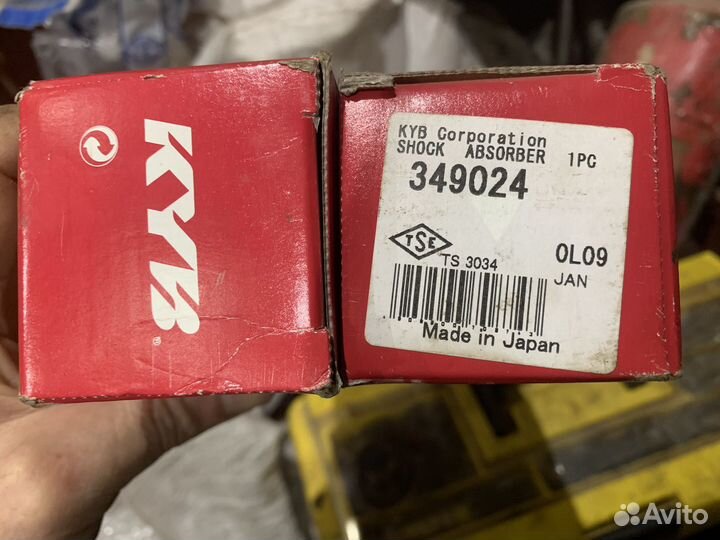 KYB
KYB Corporation
SHOCK ABSORBER 1PC
349024
TSE
TS 3034
0L09
JAN
Made in Japan
Avito